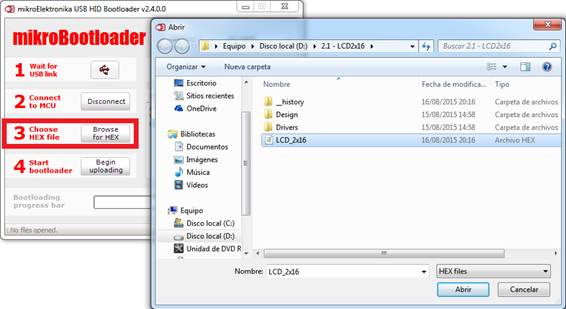 mikroElektronika USB HID Bootloader v2.4.0.0
mikroBootloader
1 Wait for
USB link
2 Connect
to MCU
Disconnect
3 Choose
HEX file
Browse
for HEX
4 Start
bootloader
Begin
uploading
Bootloading
progress bar
No files opened.
Abrir
Equipo ▸ Disco local (D:) ▸ 2.1 - LCD2x16 ▸
Buscar 2.1 - LCD2x16
Organizar
Nueva carpeta
Escritorio
Sitios recientes
OneDrive
Bibliotecas
Documentos
Imágenes
Música
Vídeos
Equipo
Disco local (C:)
Disco local (D:)
Unidad de DVD R
Nombre
Fecha de modifica...
Tipo
__history
16/08/2015 20:16
Carpeta de archivos
Design
15/08/2015 14:58
Carpeta de archivos
Drivers
15/08/2015 14:58
Carpeta de archivos
LCD_2x16
16/08/2015 20:16
Archivo HEX
Nombre:
LCD_2x16
HEX files
Abrir
Cancelar